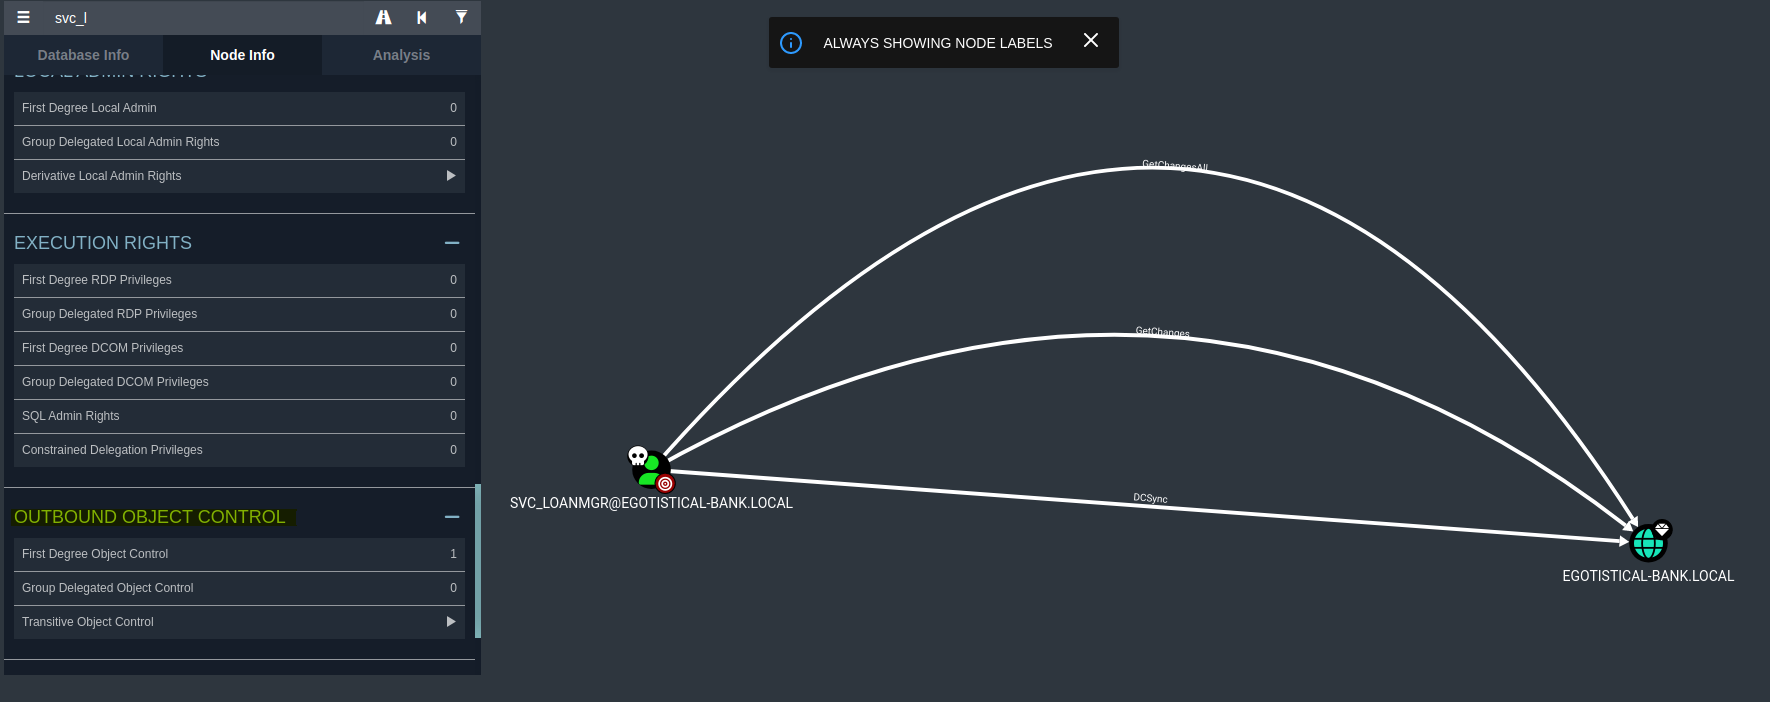 svc_l
Database Info
Node Info
Analysis
LOCAL ADMIN RIGHTS
First Degree Local Admin 0
Group Delegated Local Admin Rights 0
Derivative Local Admin Rights
EXECUTION RIGHTS
First Degree RDP Privileges 0
Group Delegated RDP Privileges 0
First Degree DCOM Privileges 0
Group Delegated DCOM Privileges 0
SQL Admin Rights 0
Constrained Delegation Privileges 0
OUTBOUND OBJECT CONTROL
First Degree Object Control 1
Group Delegated Object Control 0
Transitive Object Control
ALWAYS SHOWING NODE LABELS
GetChangesAll
GetChanges
DCSync
SVC_LOANMGR@EGOTISTICAL-BANK.LOCAL
EGOTISTICAL-BANK.LOCAL